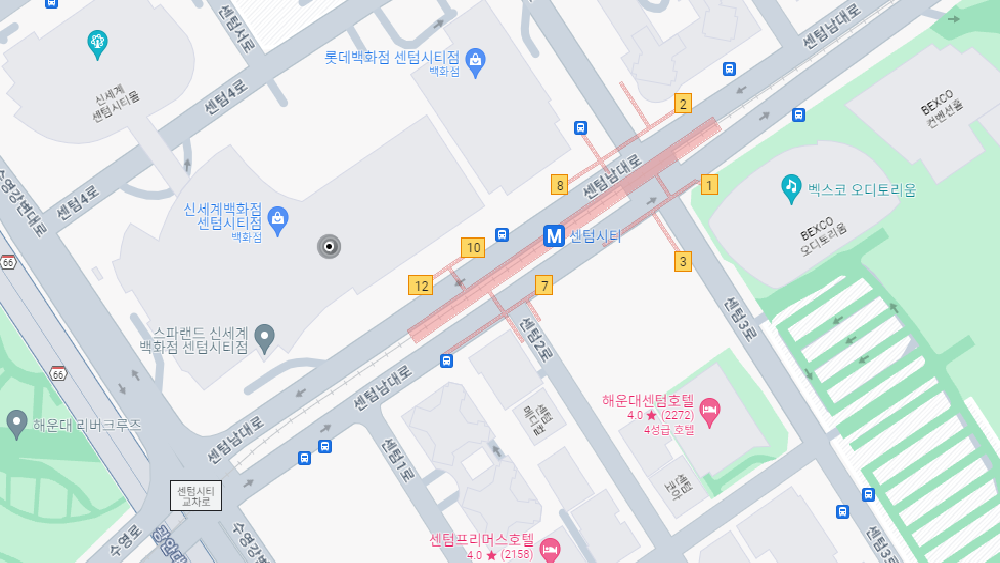 센텀서로
센텀남대로
롯데백화점 센텀시티점
백화점
신세계
센텀시티몰
센텀4로
2
BEXCO
컨벤션홀
수영강변대로
센텀4로
8
센텀남대로
1
벡스코 오디토리움
신세계백화점
센텀시티점
백화점
BEXCO
오디토리움
M 센텀시티
10
66
12
7
3
스파랜드 신세계
백화점 센텀시티점
센텀2로
센텀3로
66
센텀남대로
해운대센텀호텔
4.0 ★ (2272)
4성급 호텔
해운대 리버크루즈
센텀
메디컬
센텀남대로
센텀1로
센텀
코아
센텀시티
교차로
수영로
수영강변
센텀프리머스호텔
4.0 ★ (2158)
센텀3로